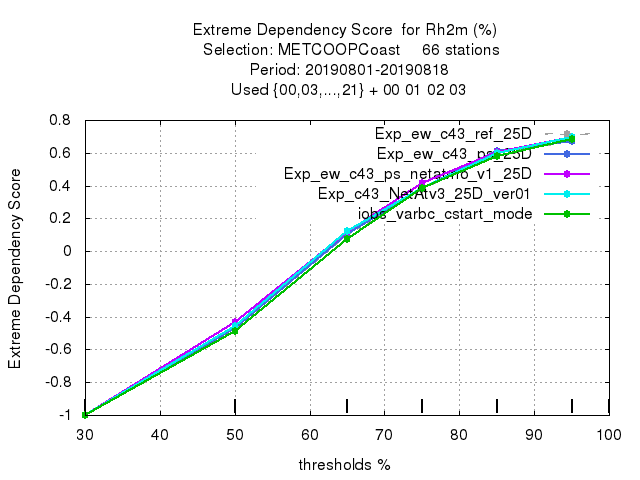 Extreme Dependency Score for Rh2m (%)
Selection: METCOOPCoast 66 stations
Period: 20190801-20190818
Used {00,03,...,21} + 00 01 02 03
Extreme Dependency Score
0.8
0.6
0.4
0.2
0
-0.2
-0.4
-0.6
-0.8
-1
Exp_ew_c43_ref_25D
Exp_ew_c43_ps_25D
Exp_ew_c43_ps_netatmo_v1_25D
Exp_c43_NetAtv3_25D_ver01
iobs_varbc_cstart_mode
30 40 50 60 70 80 90 100
thresholds %